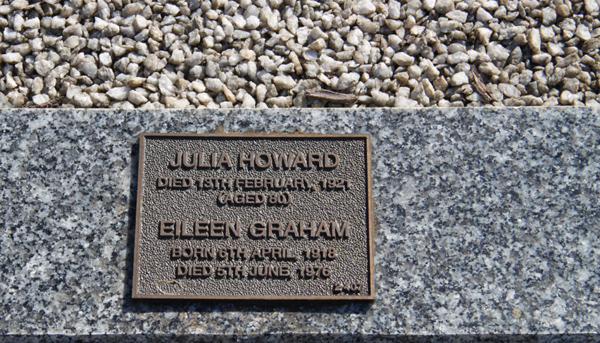 JULIA HOWARD
DIED 13TH FEBRUARY, 1921
(AGED 80)
EILEEN GRAHAM
BORN 6TH APRIL, 1918
DIED 5TH JUNE, 1976